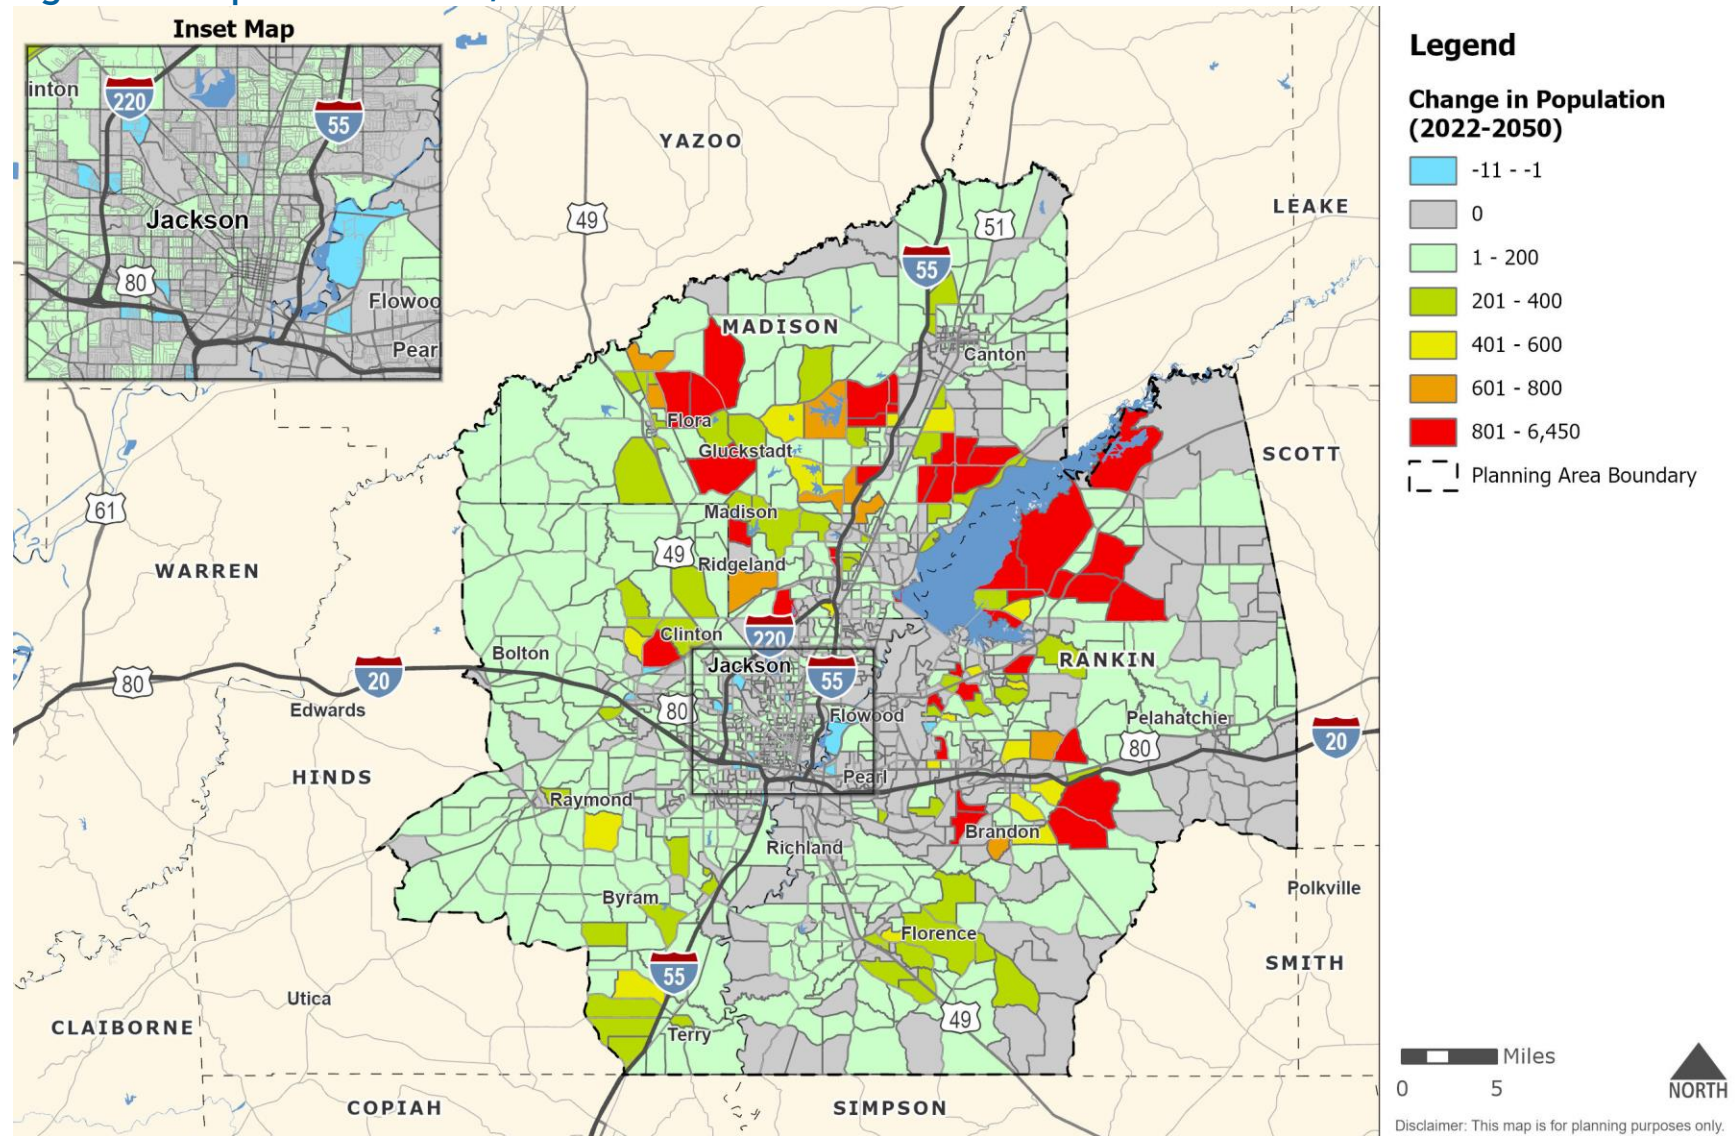 Inset Map
inton
220
55
Jackson
80
Flowoo
Pear
YAZOO
49
51
LEAKE
55
MADISON
Canton
Flora
Gluckstadt
SCOTT
61
Madison
49
Ridgeland
WARREN
Clinton
220
Bolton
Jackson
RANKIN
20
55
80
80
Flowood
Pelahatchie
Edwards
80
20
HINDS
Pearl
Raymond
Brandon
Richland
Polkville
Byram
Florence
55
SMITH
Utica
49
CLAIBORNE
Terry
COPIAH
SIMPSON
Legend
Change in Population
(2022-2050)
-11 - -1
0
1 - 200
201 - 400
401 - 600
601 - 800
801 - 6,450
Planning Area Boundary
Miles
0
5
NORTH
Disclaimer: This map is for planning purposes only.